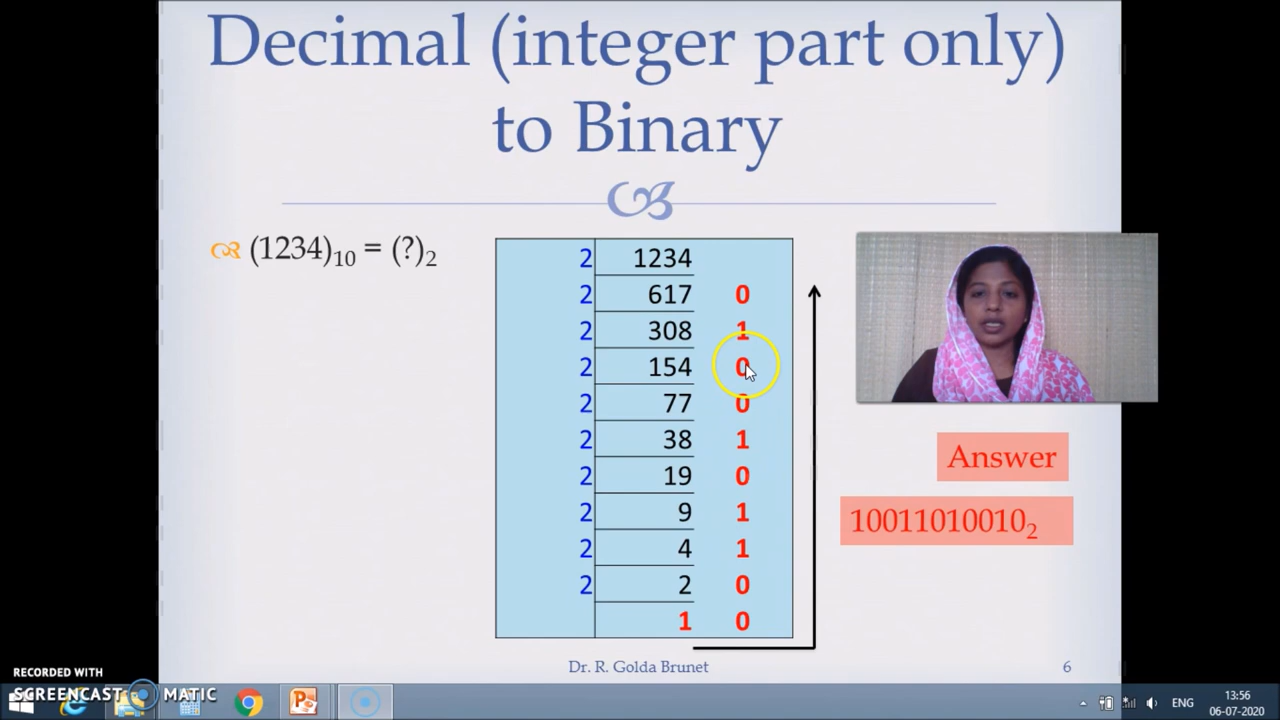 Decimal (integer part only)
to Binary
(1234)₁₀ = (?)₂
2 1234
2 617 0
2 308 1
2 154 0
2 77 0
2 38 1
2 19 0
2 9 1
2 4 1
2 2 0
1 0
Answer
10011010010₂
Dr. R. Golda Brunet 6
RECORDED WITH
SCREENCAST MATIC
ENG
13:56
06-07-2020